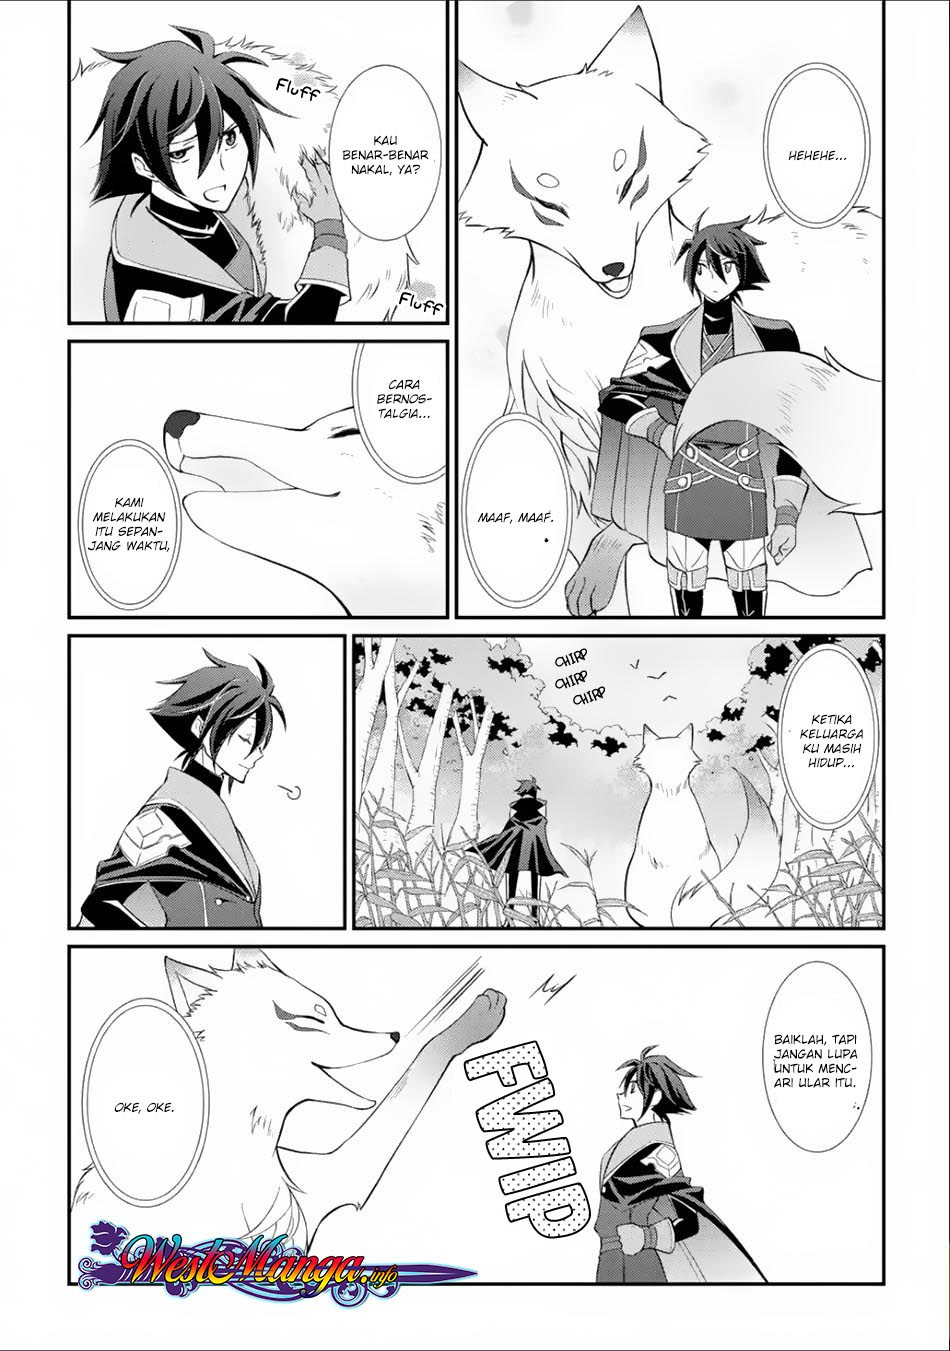 HEHEHE...
MAAF, MAAF.
Fluff
KAU
BENAR-BENAR
NAKAL, YA?
Fluff
CARA
BERNOS-
TALGIA...
KAMI
MELAKUKAN
ITU SEPAN-
JANG WAKTU,
KETIKA
KELUARGA
KU MASIH
HIDUP...
CHIRP
CHIRP
CHIRP
BAIKLAH, TAPI
JANGAN LUPA
UNTUK MENC-
ARI ULAR ITU.
FWIP
OKE, OKE.
WestManga.info